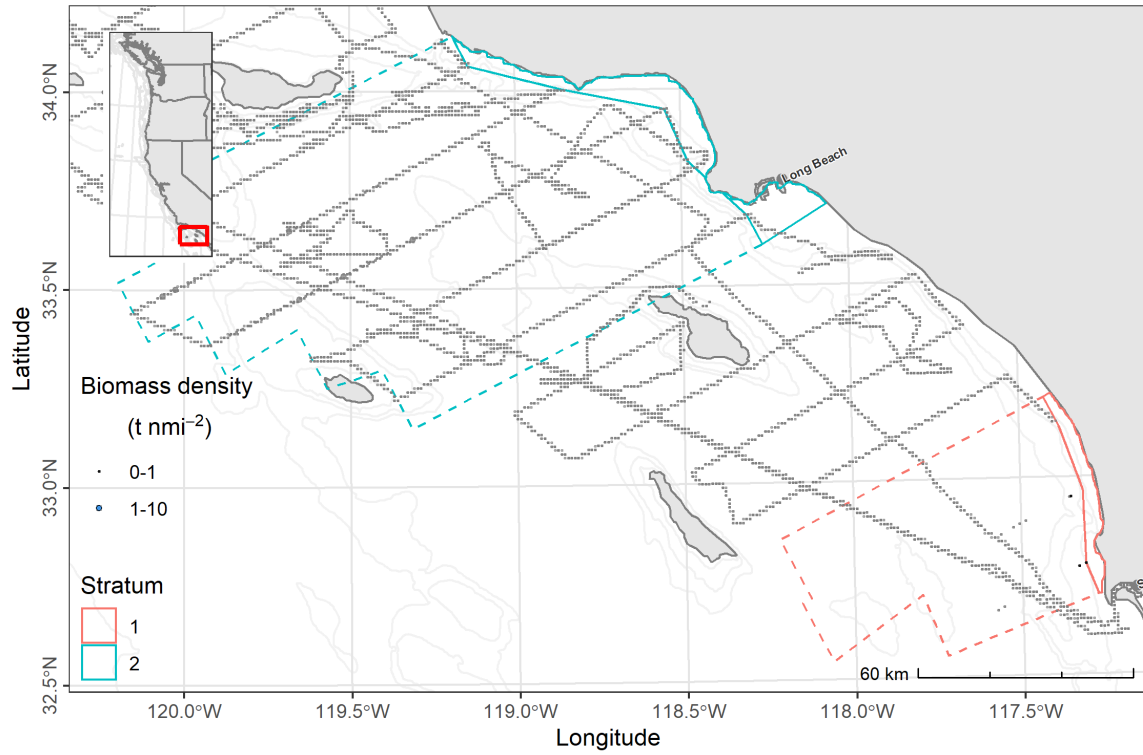 34.0°N
33.5°N
33.0°N
32.5°N
Latitude
Long Beach
Biomass density
(t nmi⁻²)
0-1
1-10
Stratum
1
2
60 km
120.0°W
119.5°W
119.0°W
118.5°W
118.0°W
117.5°W
Longitude